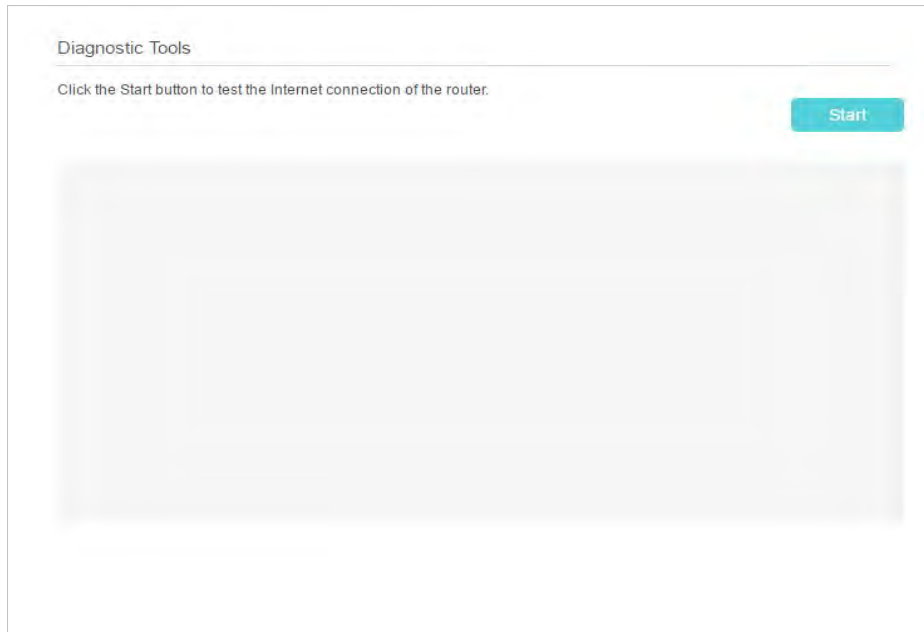 Diagnostic Tools
Click the Start button to test the Internet connection of the router.
Start